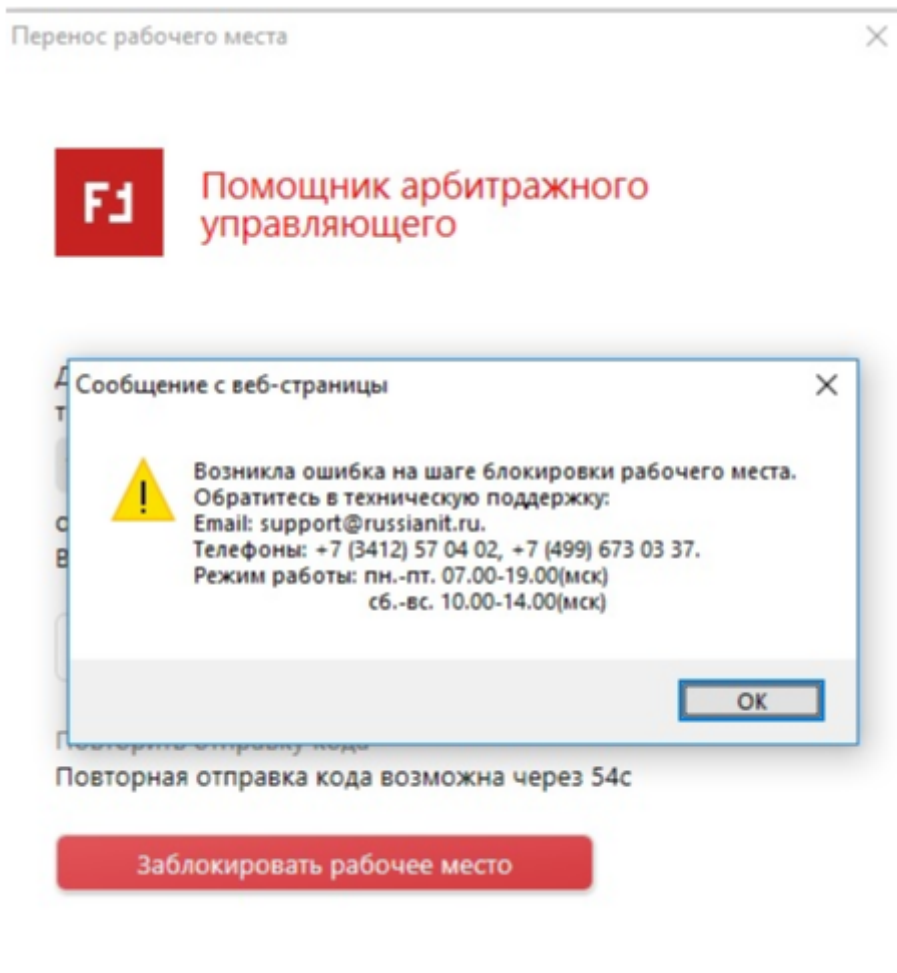 Перенос рабочего места
Помощник арбитражного
управляющего
Сообщение с веб-страницы
Возникла ошибка на шаге блокировки рабочего места.
Обратитесь в техническую поддержку:
Email: support@russianit.ru.
Телефоны: +7 (3412) 57 04 02, +7 (499) 673 03 37.
Режим работы: пн.-пт. 07.00-19.00(мск)
сб.-вс. 10.00-14.00(мск)
OK
Повторить отправку кода
Повторная отправка кода возможна через 54с
Заблокировать рабочее место